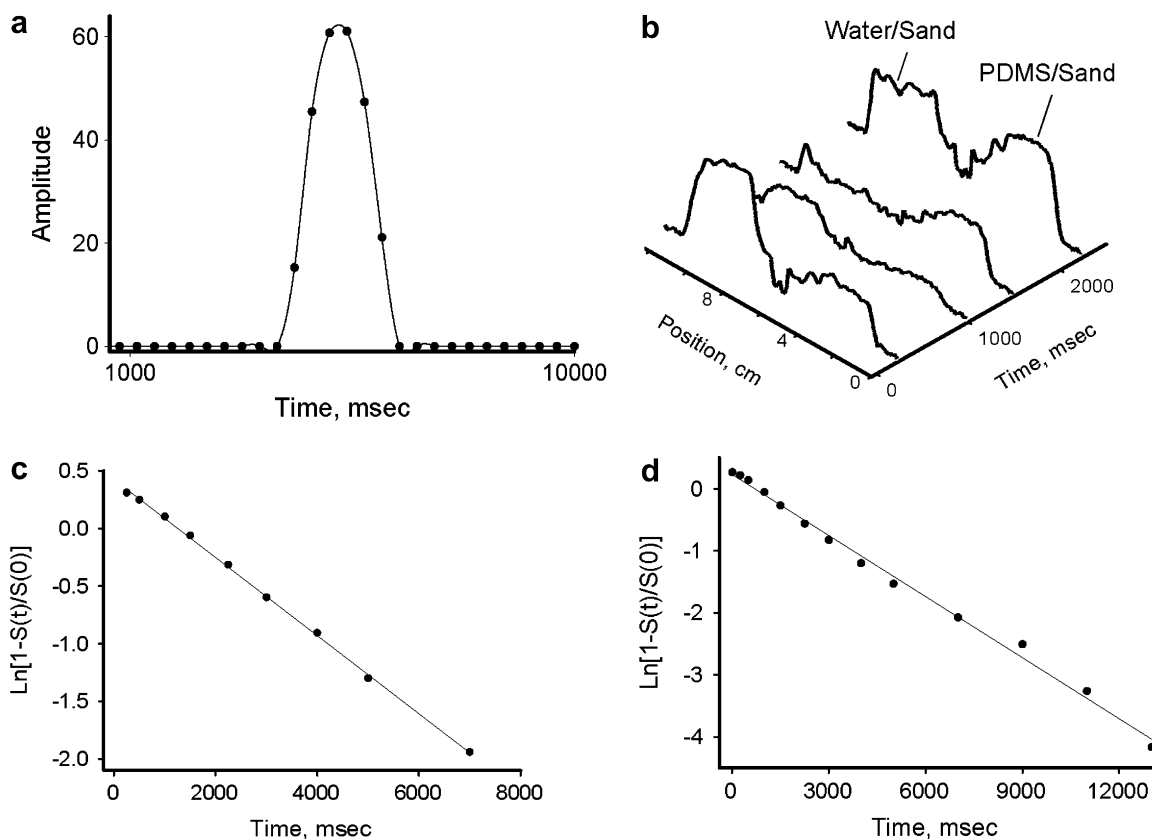 a
60
40
20
0
Amplitude
1000
10000
Time, msec
b
Water/Sand
PDMS/Sand
8
4
0
Position, cm
0
1000
2000
Time, msec
c
0.5
0.0
-0.5
-1.0
-1.5
-2.0
Ln[1-S(t)/S(0)]
0 2000 4000 6000 8000
Time, msec
d
0
-1
-2
-3
-4
Ln[1-S(t)/S(0)]
0 3000 6000 9000 12000
Time, msec